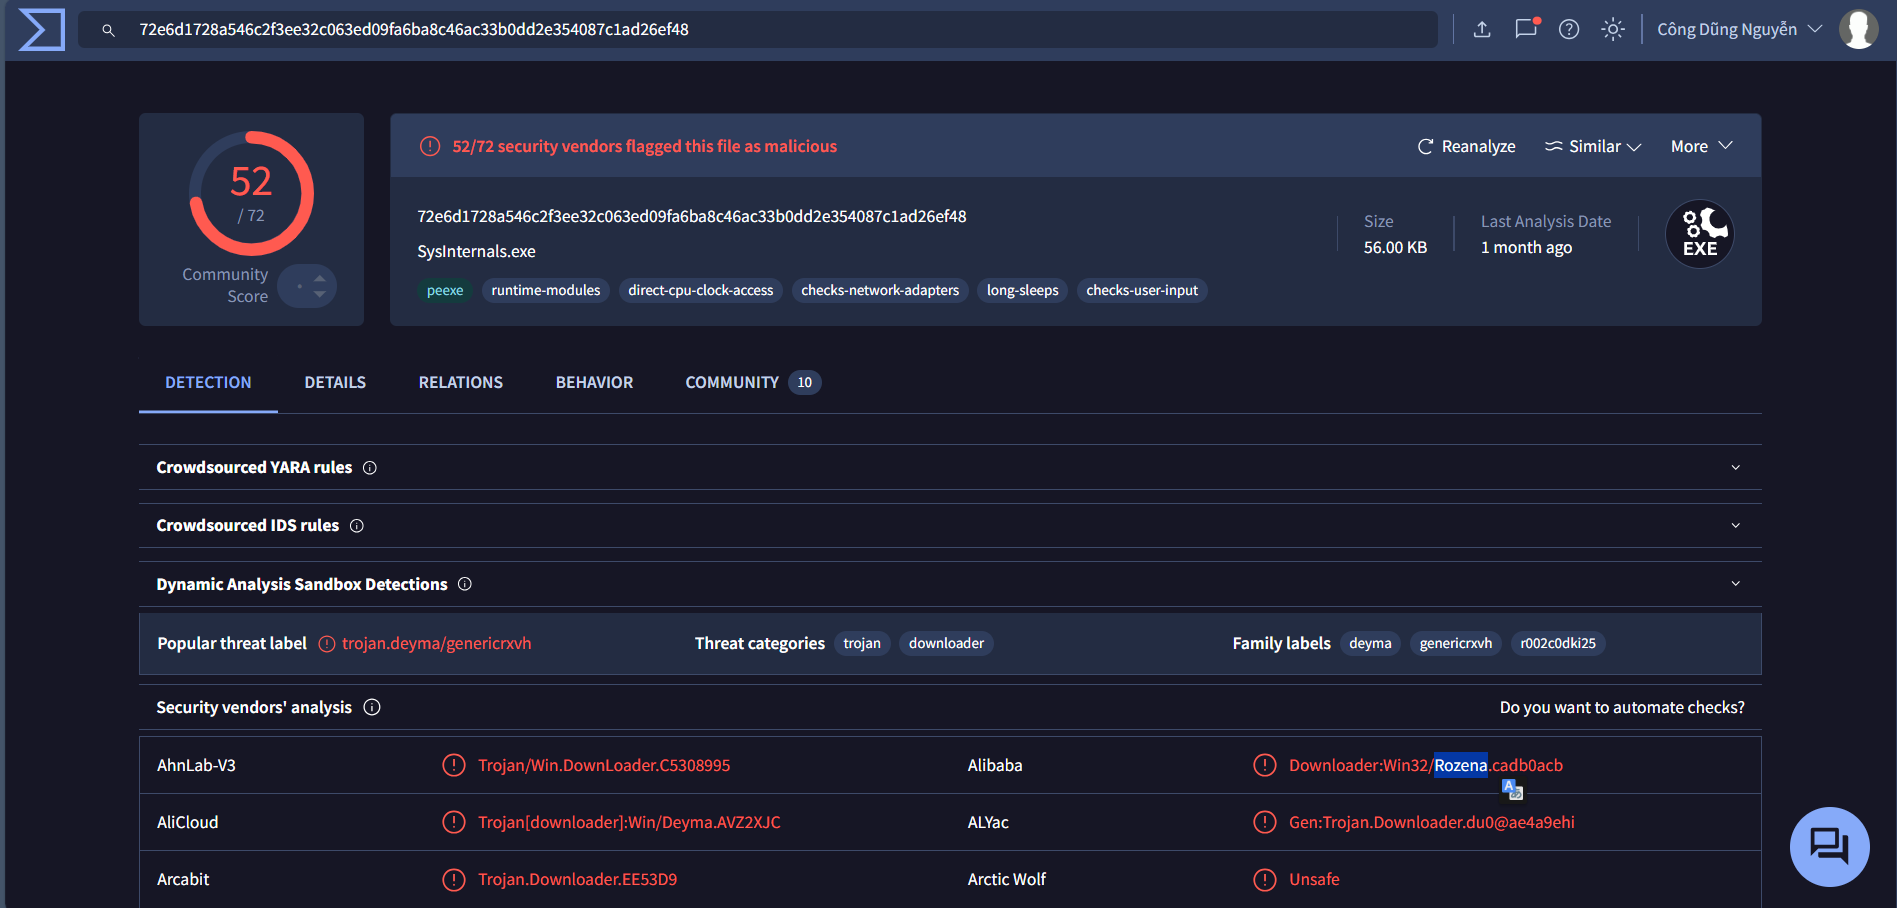 72e6d1728a546c2f3ee32c063ed09fa6ba8c46ac33b0dd2e354087c1ad26ef48
Công Dũng Nguyễn
52
/ 72
Community Score
52/72 security vendors flagged this file as malicious
Reanalyze
Similar
More
72e6d1728a546c2f3ee32c063ed09fa6ba8c46ac33b0dd2e354087c1ad26ef48
SysInternals.exe
peexe
runtime-modules
direct-cpu-clock-access
checks-network-adapters
long-sleeps
checks-user-input
Size
56.00 KB
Last Analysis Date
1 month ago
EXE
DETECTION
DETAILS
RELATIONS
BEHAVIOR
COMMUNITY 10
Crowdsourced YARA rules
Crowdsourced IDS rules
Dynamic Analysis Sandbox Detections
Popular threat label trojan.deyma/genericrxvh
Threat categories trojan downloader
Family labels deyma genericrxvh r002c0dki25
Security vendors' analysis
Do you want to automate checks?
AhnLab-V3 Trojan/Win.DownLoader.C5308995
Alibaba Downloader:Win32/Rozena.cadb0acb
AliCloud Trojan[downloader]:Win/Deyma.AVZ2XJC
ALYac Gen:Trojan.Downloader.du0@ae4a9ehi
Arcabit Trojan.Downloader.EE53D9
Arctic Wolf Unsafe